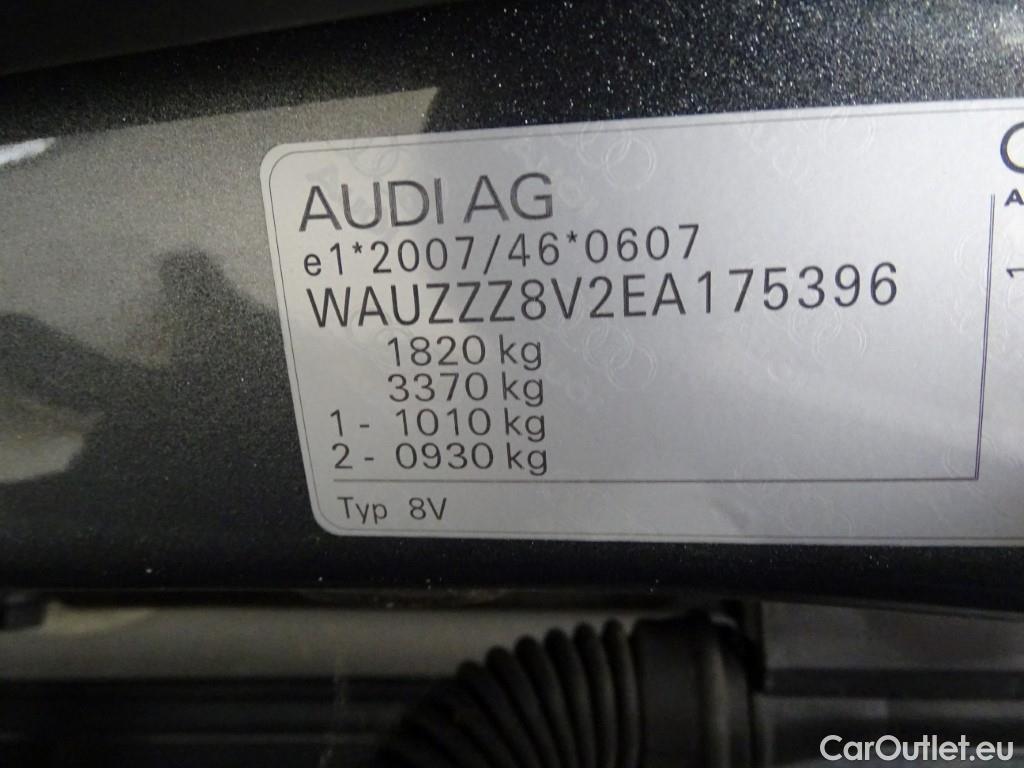 AUDI AG
e1*2007/46*0607
WAUZZZ8V2EA175396
1820 kg
3370 kg
1 - 1010 kg
2 - 0930 kg
Typ 8V
CarOutlet.eu